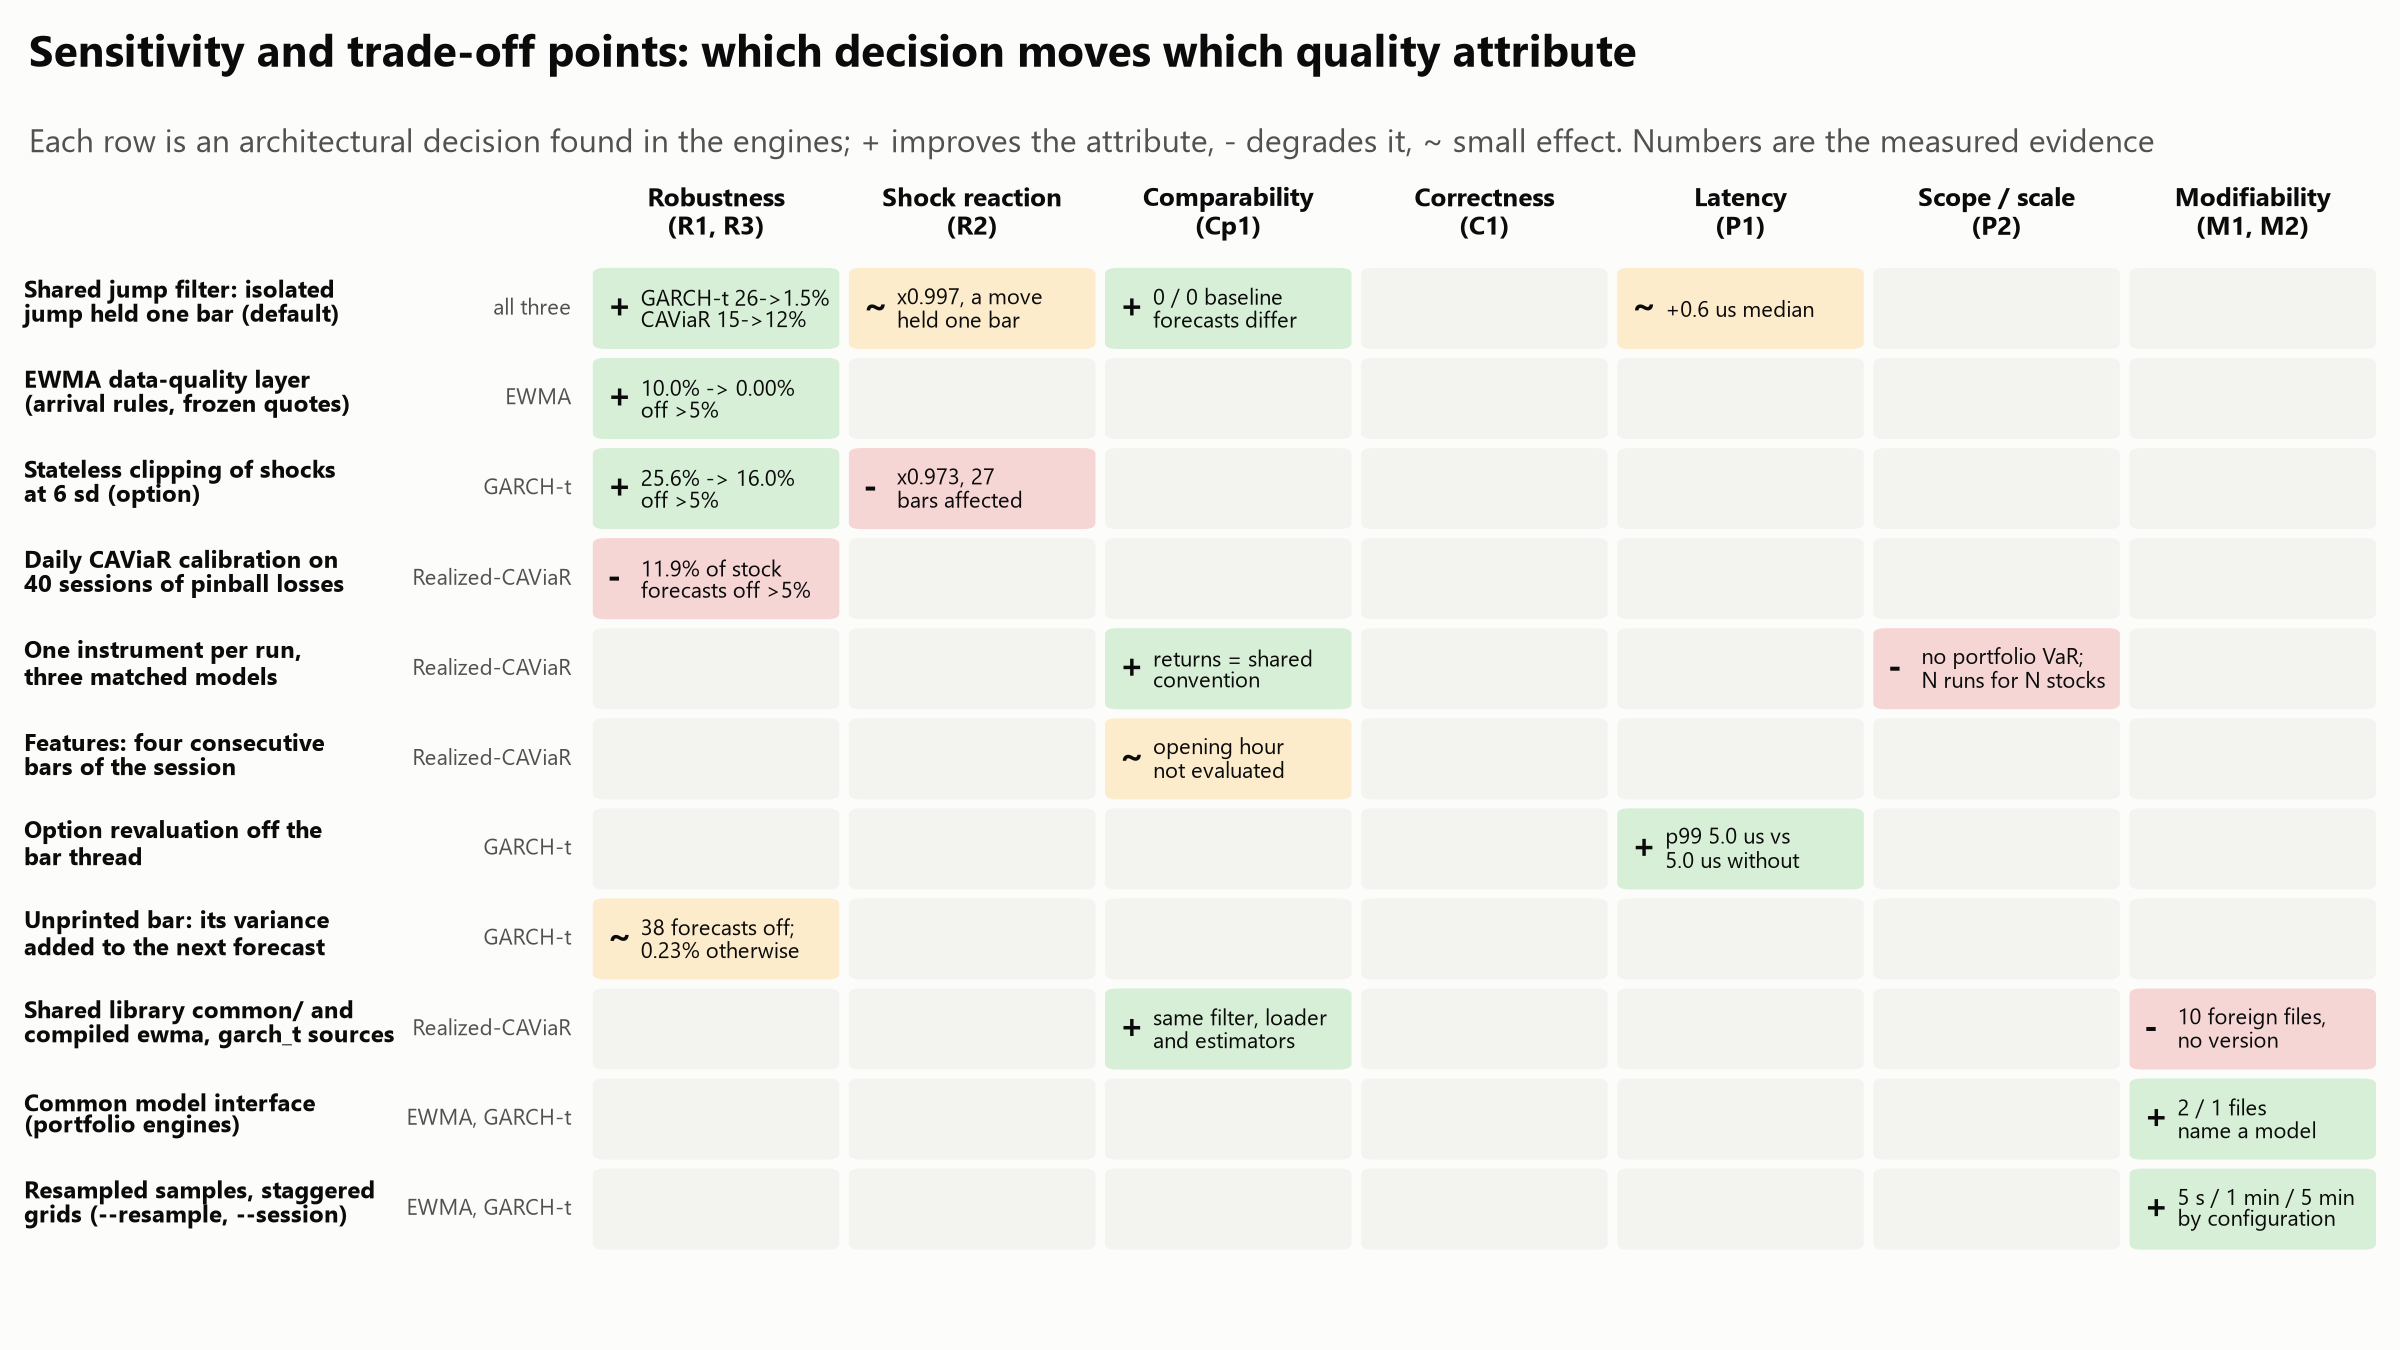 Sensitivity and trade-off points: which decision moves which quality attribute
Each row is an architectural decision found in the engines; + improves the attribute, - degrades it, ~ small effect. Numbers are the measured evidence
Robustness
(R1, R3)
Shock reaction
(R2)
Comparability
(Cp1)
Correctness
(C1)
Latency
(P1)
Scope / scale
(P2)
Modifiability
(M1, M2)
Shared jump filter: isolated
jump held one bar (default)
all three
+ GARCH-t 26->1.5%
CAViaR 15->12%
~ x0.997, a move
held one bar
+ 0 / 0 baseline
forecasts differ
~ +0.6 us median
EWMA data-quality layer
(arrival rules, frozen quotes)
EWMA
+ 10.0% -> 0.00%
off >5%
Stateless clipping of shocks
at 6 sd (option)
GARCH-t
+ 25.6% -> 16.0%
off >5%
- x0.973, 27
bars affected
Daily CAViaR calibration on
40 sessions of pinball losses
Realized-CAViaR
- 11.9% of stock
forecasts off >5%
One instrument per run,
three matched models
Realized-CAViaR
+ returns = shared
convention
- no portfolio VaR;
N runs for N stocks
Features: four consecutive
bars of the session
Realized-CAViaR
~ opening hour
not evaluated
Option revaluation off the
bar thread
GARCH-t
+ p99 5.0 us vs
5.0 us without
Unprinted bar: its variance
added to the next forecast
GARCH-t
~ 38 forecasts off;
0.23% otherwise
Shared library common/ and
compiled ewma, garch_t sources
Realized-CAViaR
+ same filter, loader
and estimators
- 10 foreign files,
no version
Common model interface
(portfolio engines)
EWMA, GARCH-t
+ 2 / 1 files
name a model
Resampled samples, staggered
grids (--resample, --session)
EWMA, GARCH-t
+ 5 s / 1 min / 5 min
by configuration